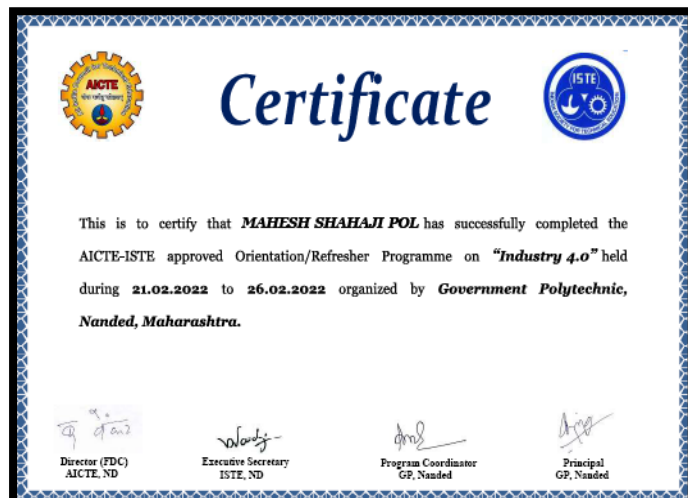 AICTE
Certificate
ISTE
This is to certify that MAHESH SHAHAJI POL has successfully completed the
AICTE-ISTE approved Orientation/Refresher Programme on “Industry 4.0” held
during 21.02.2022 to 26.02.2022 organized by Government Polytechnic,
Nanded, Maharashtra.
Director (FDC)
AICTE, ND
Executive Secretary
ISTE, ND
Program Coordinator
GP, Nanded
Principal
GP, Nanded